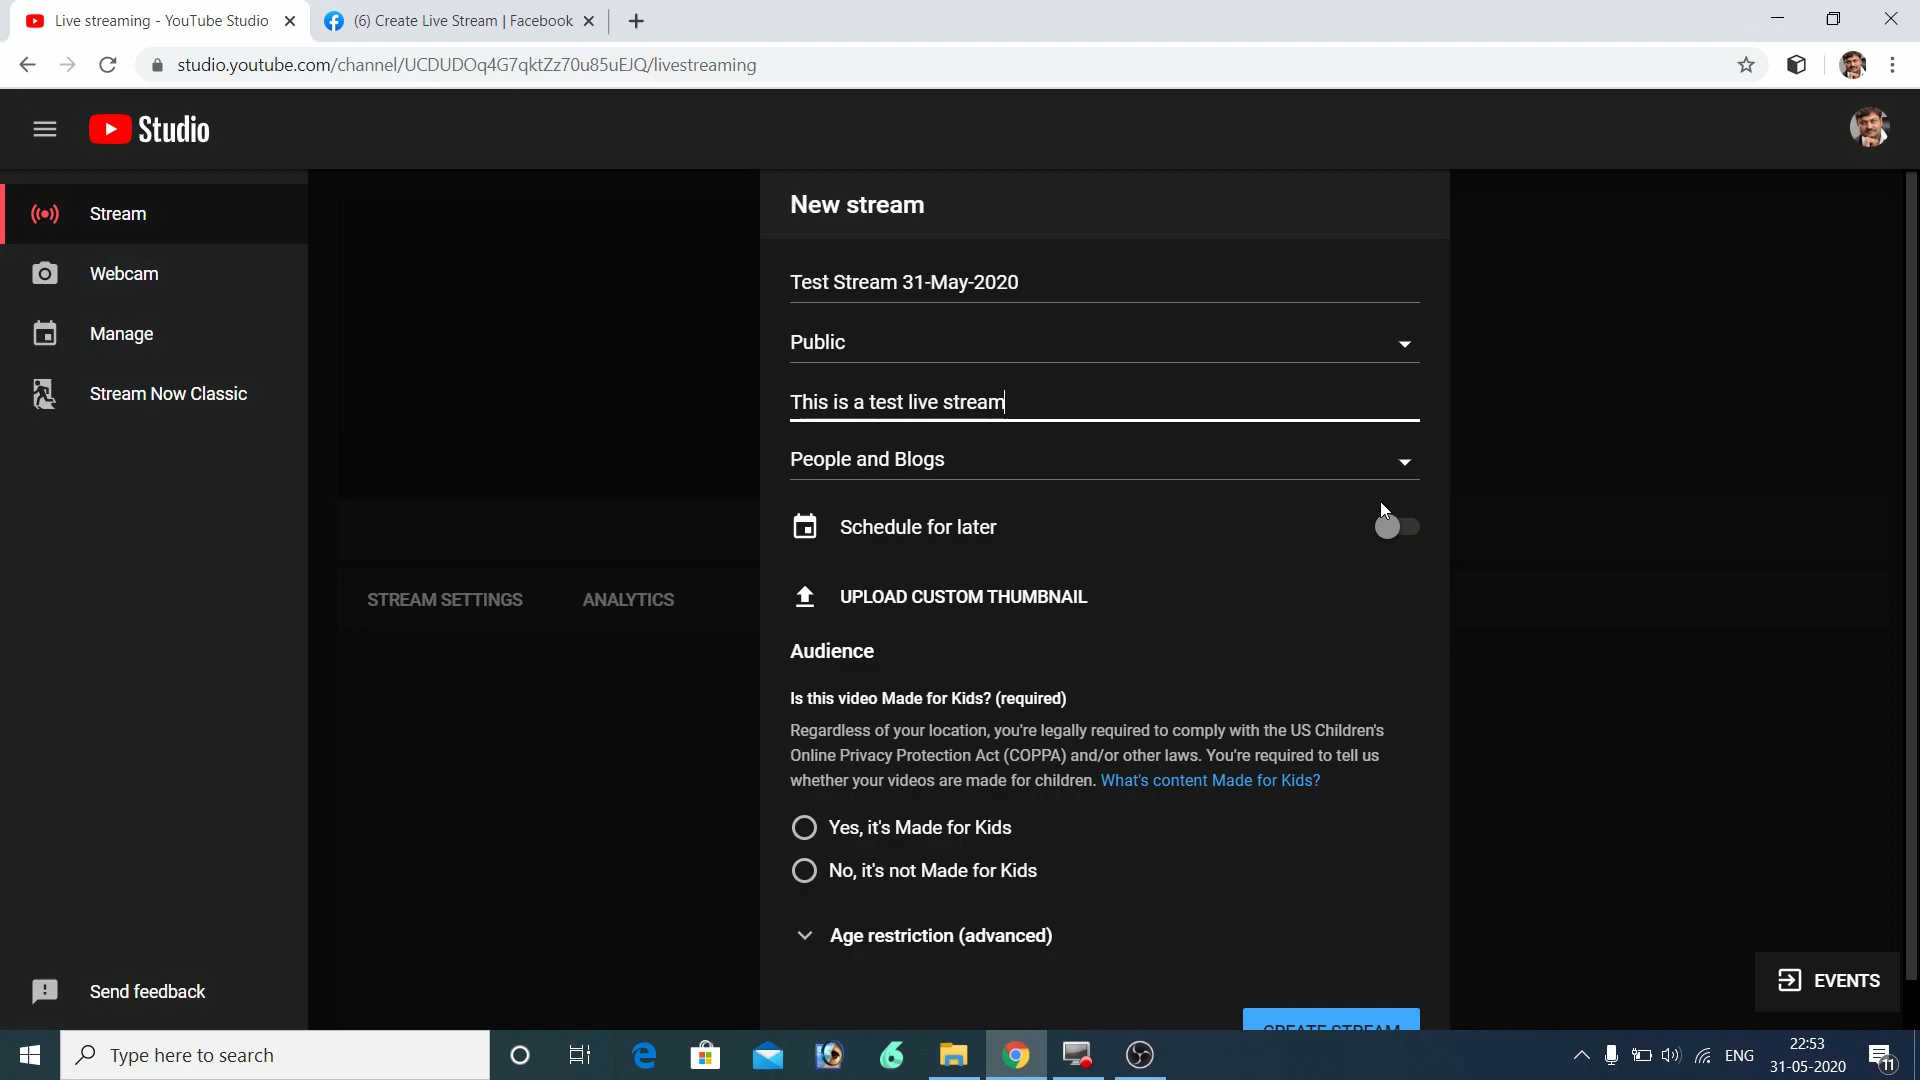 Live streaming - YouTube Studio
(6) Create Live Stream | Facebook
studio.youtube.com/channel/UCDUDOq4G7qktZz70u85uEJQ/livestreaming
Studio
Stream
Webcam
Manage
Stream Now Classic
Send feedback
STREAM SETTINGS ANALYTICS
New stream
Test Stream 31-May-2020
Public
This is a test live stream
People and Blogs
Schedule for later
UPLOAD CUSTOM THUMBNAIL
Audience
Is this video Made for Kids? (required)
Regardless of your location, you're legally required to comply with the US Children's
Online Privacy Protection Act (COPPA) and/or other laws. You're required to tell us
whether your videos are made for children. What's content Made for Kids?
Yes, it's Made for Kids
No, it's not Made for Kids
Age restriction (advanced)
CREATE STREAM
EVENTS
Type here to search
ENG
22:53
31-05-2020
11